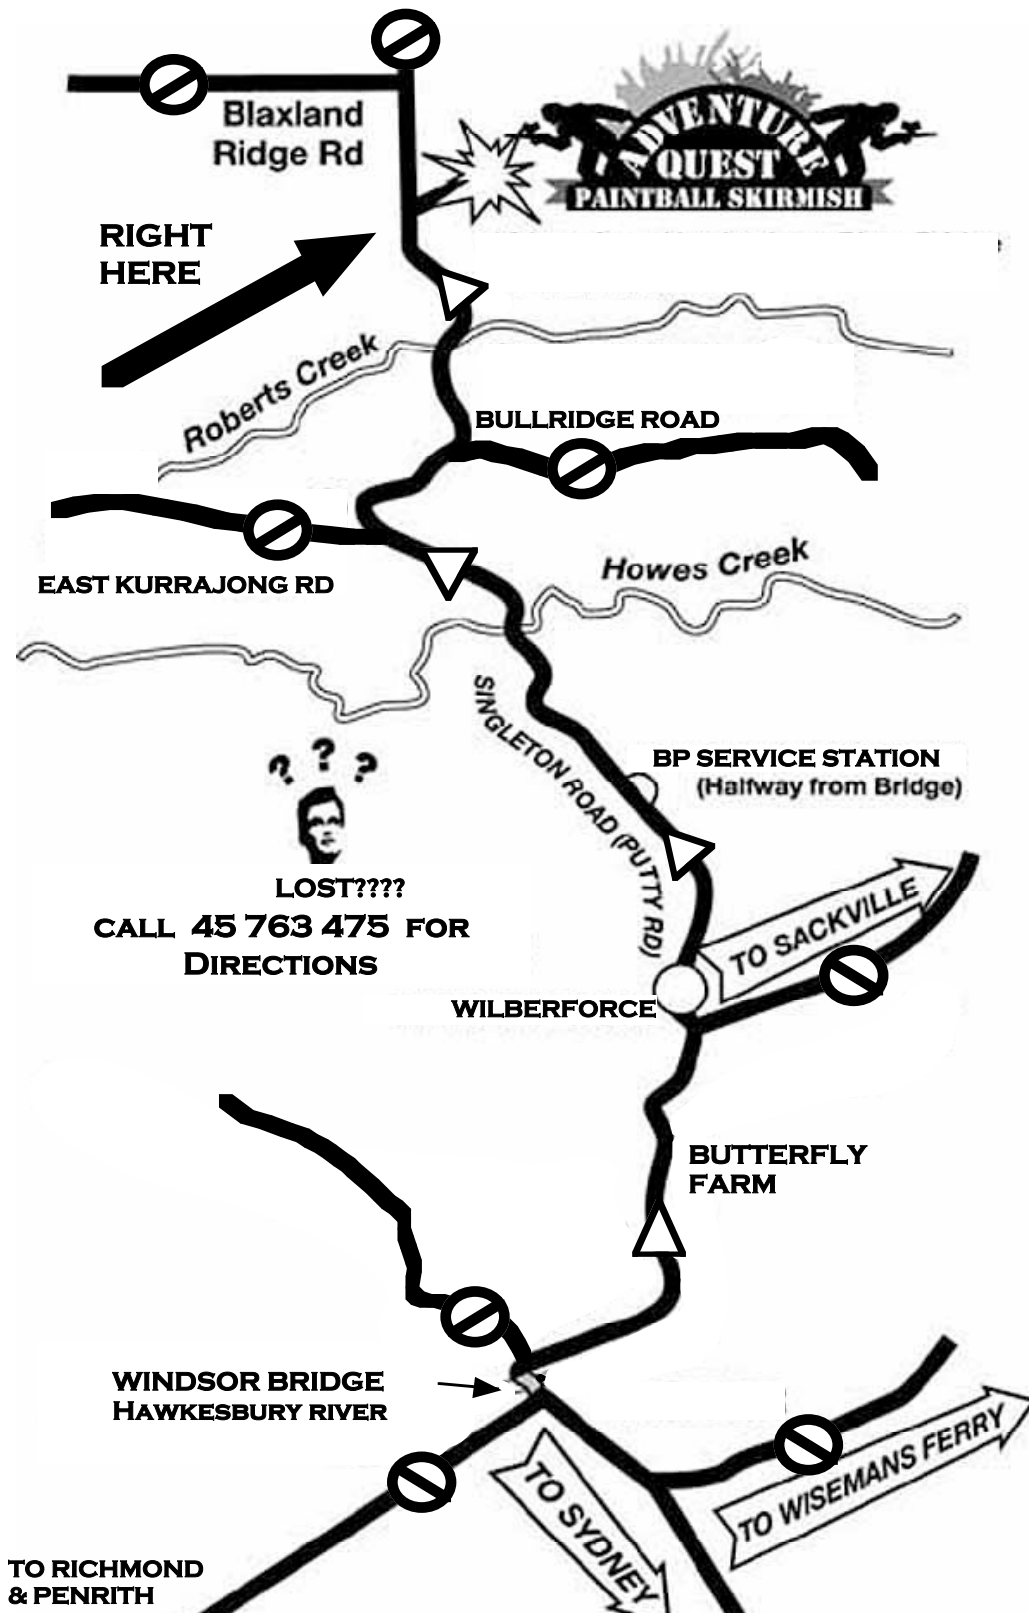 Blaxland
Ridge Rd
ADVENTURE
QUEST
PAINTBALL SKIRMISH
RIGHT
HERE
Roberts Creek
BULLRIDGE ROAD
EAST KURRAJONG RD
Howes Creek
SINGLETON ROAD (PUTTY RD)
BP SERVICE STATION
(Halfway from Bridge)
? ? ?
LOST????
CALL 45 763 475 FOR
DIRECTIONS
TO SACKVILLE
WILBERFORCE
BUTTERFLY
FARM
WINDSOR BRIDGE
HAWKESBURY RIVER
TO WISEMANS FERRY
TO SYDNEY
TO RICHMOND
& PENRITH